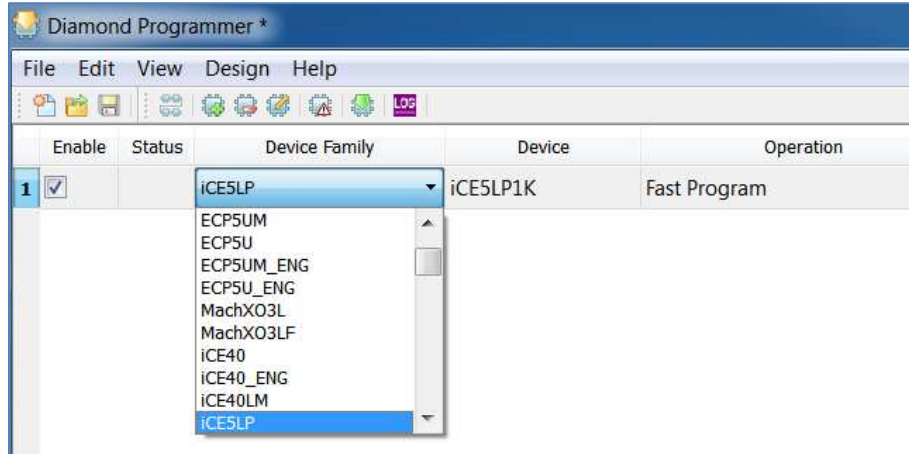 Diamond Programmer *
File Edit View Design Help
LOG
Enable Status Device Family Device Operation
1 iCE5LP iCE5LP1K Fast Program
ECP5UM
ECP5U
ECP5UM_ENG
ECP5U_ENG
MachXO3L
MachXO3LF
iCE40
iCE40_ENG
iCE40LM
iCE5LP